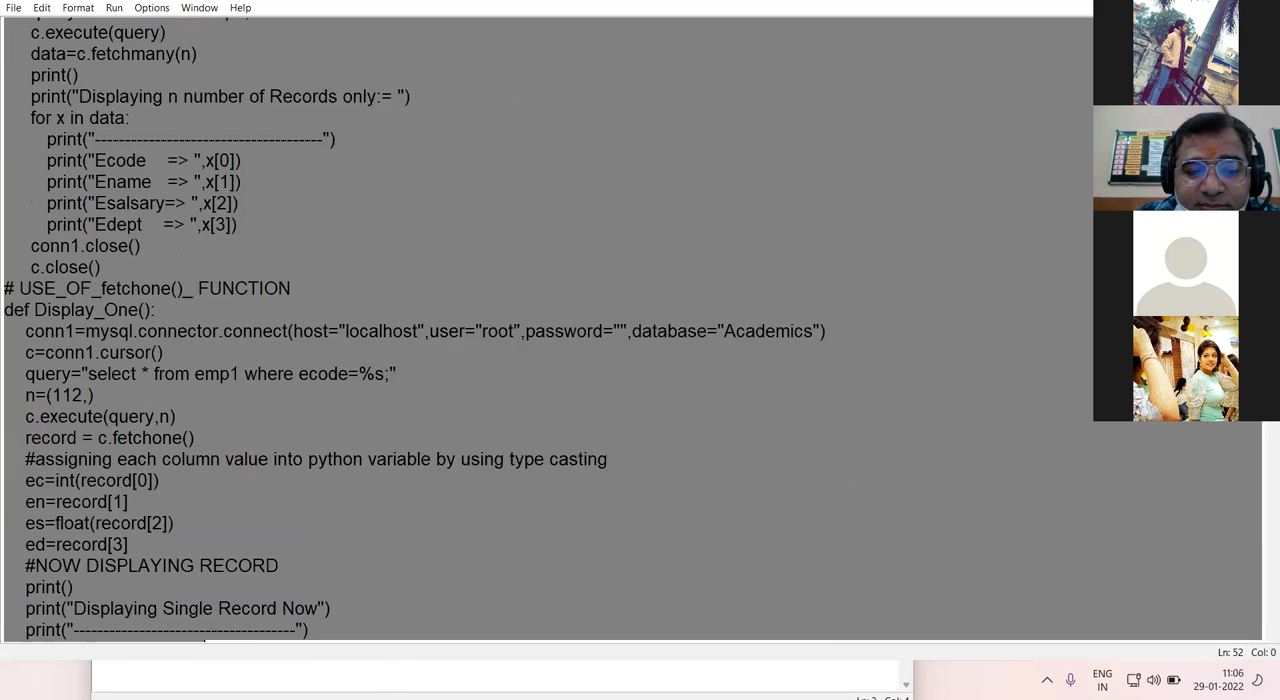 File Edit Format Run Options Window Help
c.execute(query)
data=c.fetchmany(n)
print()
print("Displaying n number of Records only:= ")
for x in data:
print("--------------------------------------")
print("Ecode => ",x[0])
print("Ename => ",x[1])
print("Esalsary=> ",x[2])
print("Edept => ",x[3])
conn1.close()
c.close()
# USE_OF_fetchone()_ FUNCTION
def Display_One():
conn1=mysql.connector.connect(host="localhost",user="root",password="",database="Academics")
c=conn1.cursor()
query="select * from emp1 where ecode=%s;"
n=(112,)
c.execute(query,n)
record = c.fetchone()
#assigning each column value into python variable by using type casting
ec=int(record[0])
en=record[1]
es=float(record[2])
ed=record[3]
#NOW DISPLAYING RECORD
print()
print("Displaying Single Record Now")
print("-------------------------------------")
Ln: 52 Col: 0
ENG
IN
11:06
29-01-2022